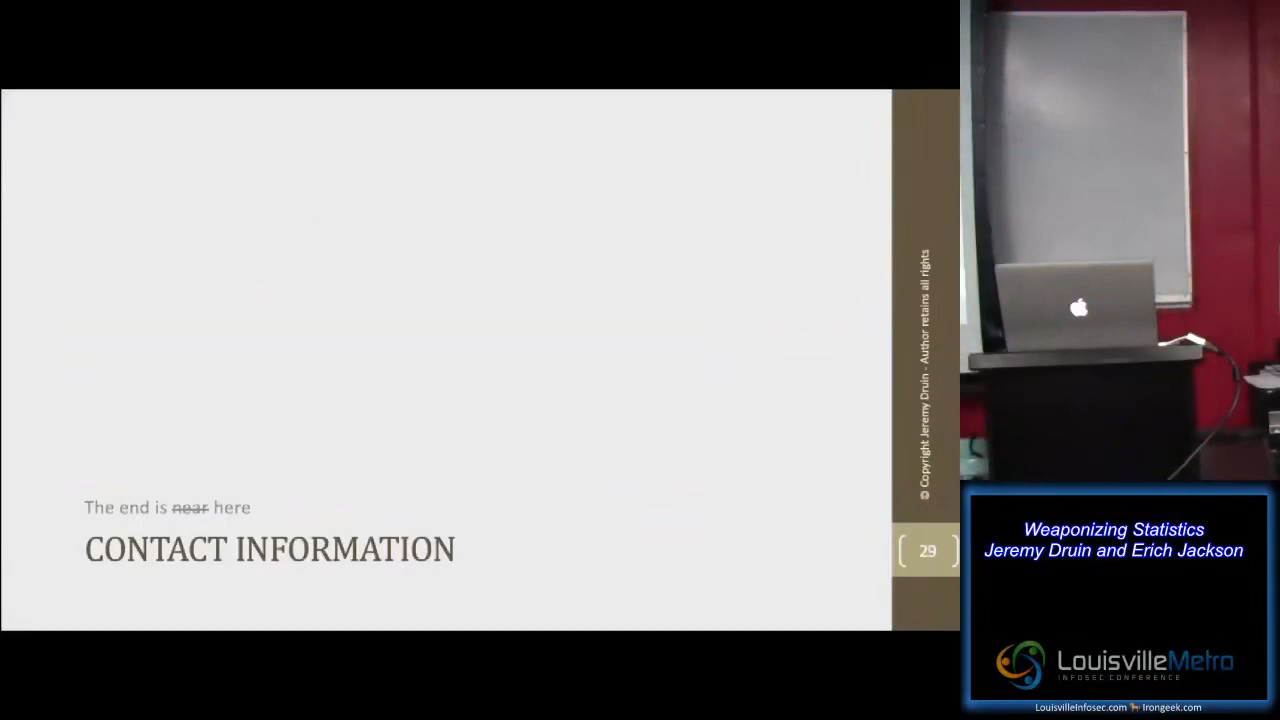 The end is near here
CONTACT INFORMATION
© Copyright Jeremy Druin - Author retains all rights
29
Weaponizing Statistics
Jeremy Druin and Erich Jackson
LouisvilleMetro
INFOSEC CONFERENCE
LouisvilleInfosec.com Irongeek.com